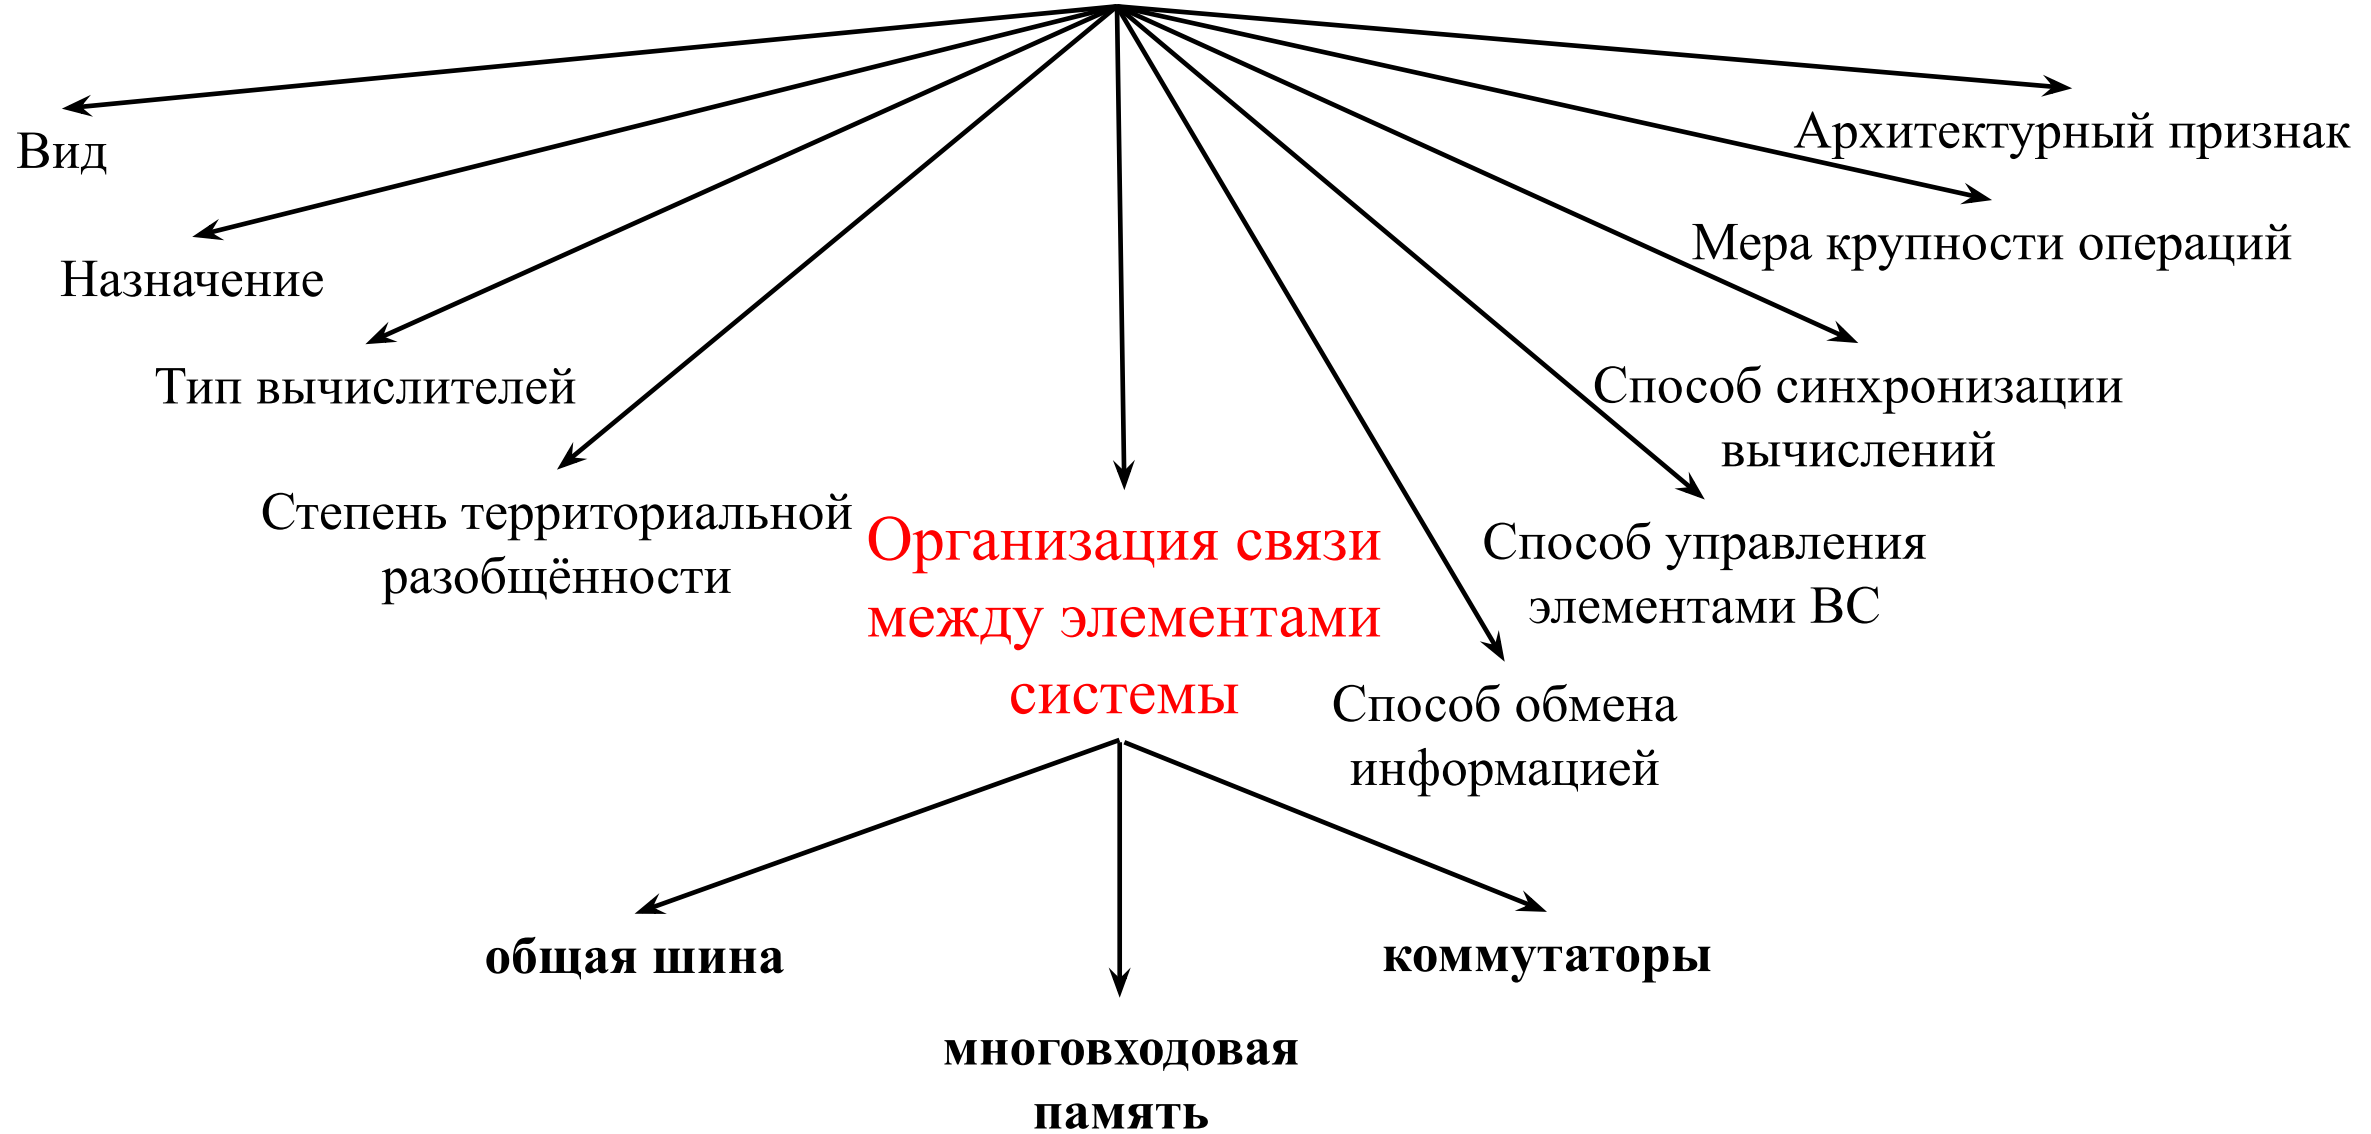 Вид
Назначение
Тип вычислителей
Степень территориальной
разобщённости
Организация связи
между элементами
системы
Способ обмена
информацией
Способ управления
элементами ВС
Способ синхронизации
вычислений
Мера крупности операций
Архитектурный признак
общая шина
многовходовая
память
коммутаторы